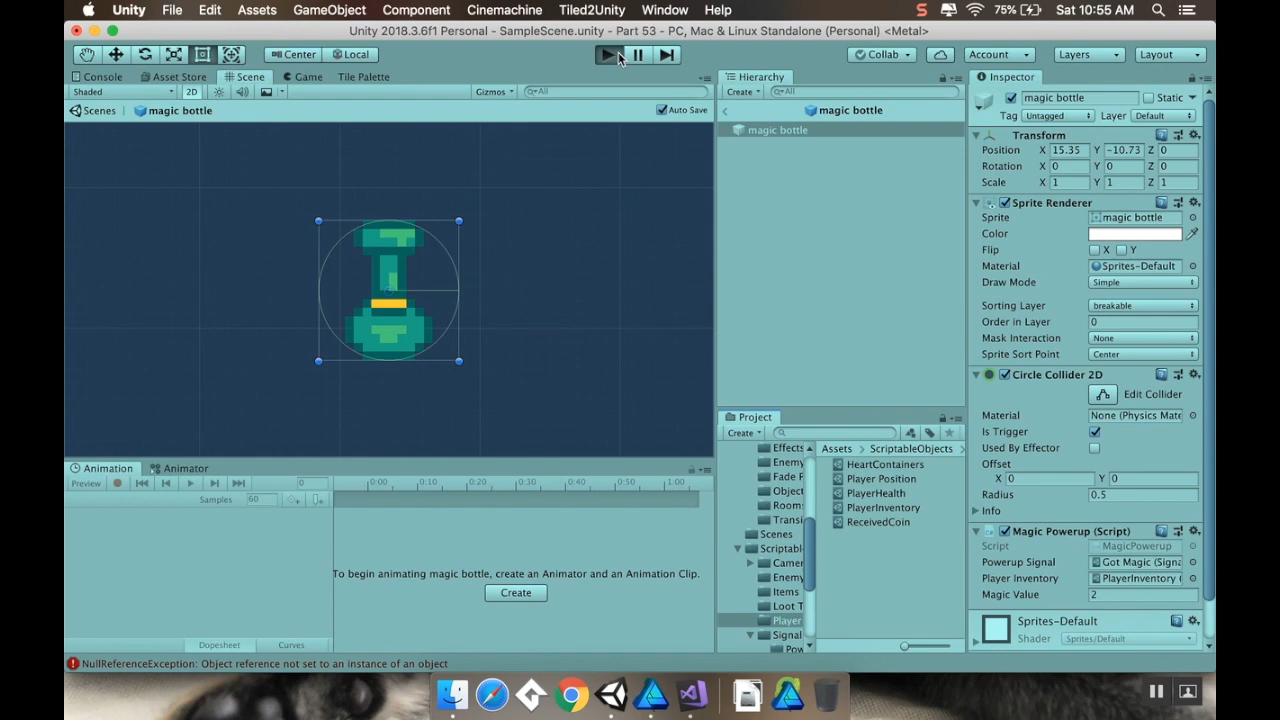 Unity File Edit Assets GameObject Component Cinemachine Tiled2Unity Window Help 75% Sat 10:55 AM
Unity 2018.3.6f1 Personal - SampleScene.unity - Part 53 - PC, Mac & Linux Standalone (Personal) <Metal>
Center Local Collab Account Layers Layout
Console Asset Store Scene Game Tile Palette
Shaded 2D Gizmos All
Scenes magic bottle Auto Save
Hierarchy
Create All
magic bottle
magic bottle
Inspector
magic bottle Static
Tag Untagged Layer Default
Transform
Position X 15.35 Y -10.73 Z 0
Rotation X 0 Y 0 Z 0
Scale X 1 Y 1 Z 1
Sprite Renderer
Sprite magic bottle
Color
Flip X Y
Material Sprites-Default
Draw Mode Simple
Sorting Layer breakable
Order in Layer 0
Mask Interaction None
Sprite Sort Point Center
Circle Collider 2D
Edit Collider
Material None (Physics Mate
Is Trigger
Used By Effector
Offset
X 0 Y 0
Radius 0.5
Info
Magic Powerup (Script)
Script MagicPowerup
Powerup Signal Got Magic (Signa
Player Inventory PlayerInventory (
Magic Value 2
Sprites-Default
Shader Sprites/Default
Project
Create
Effects
Enemy
Fade P
Object
Rooms
Transi
Scenes
Scriptab
Camer
Enemy
Items
Loot T
Player
Signal
Pow
Assets ScriptableObjects
HeartContainers
Player Position
PlayerHealth
PlayerInventory
ReceivedCoin
Animation Animator
Preview 0 0:00 0:10 0:20 0:30 0:40 0:50 1:00
Samples 60
To begin animating magic bottle, create an Animator and an Animation Clip.
Create
Dopesheet Curves
NullReferenceException: Object reference not set to an instance of an object